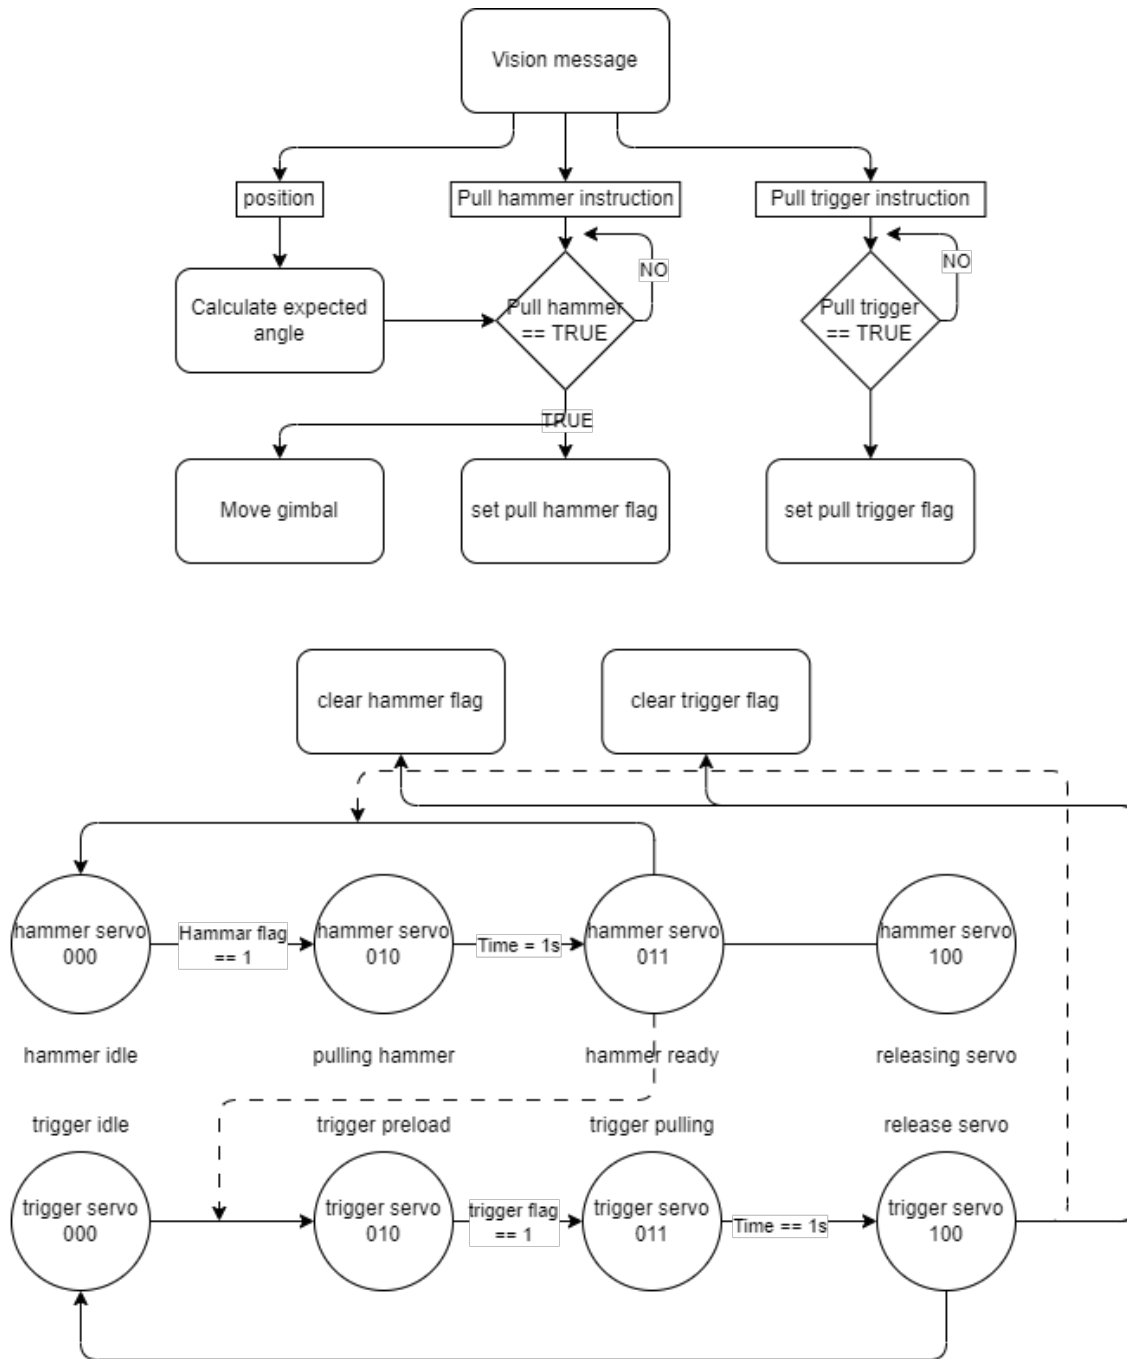 Vision message
position
Pull hammer instruction
Pull trigger instruction
NO
NO
Calculate expected
angle
Pull hammer
== TRUE
Pull trigger
== TRUE
TRUE
Move gimbal
set pull hammer flag
set pull trigger flag
clear hammer flag
clear trigger flag
hammer servo
000
Hammar flag
== 1
hammer servo
010
Time = 1s
hammer servo
011
hammer servo
100
hammer idle
pulling hammer
hammer ready
releasing servo
trigger idle
trigger preload
trigger pulling
release servo
trigger servo
000
trigger servo
010
trigger flag
== 1
trigger servo
011
Time == 1s
trigger servo
100